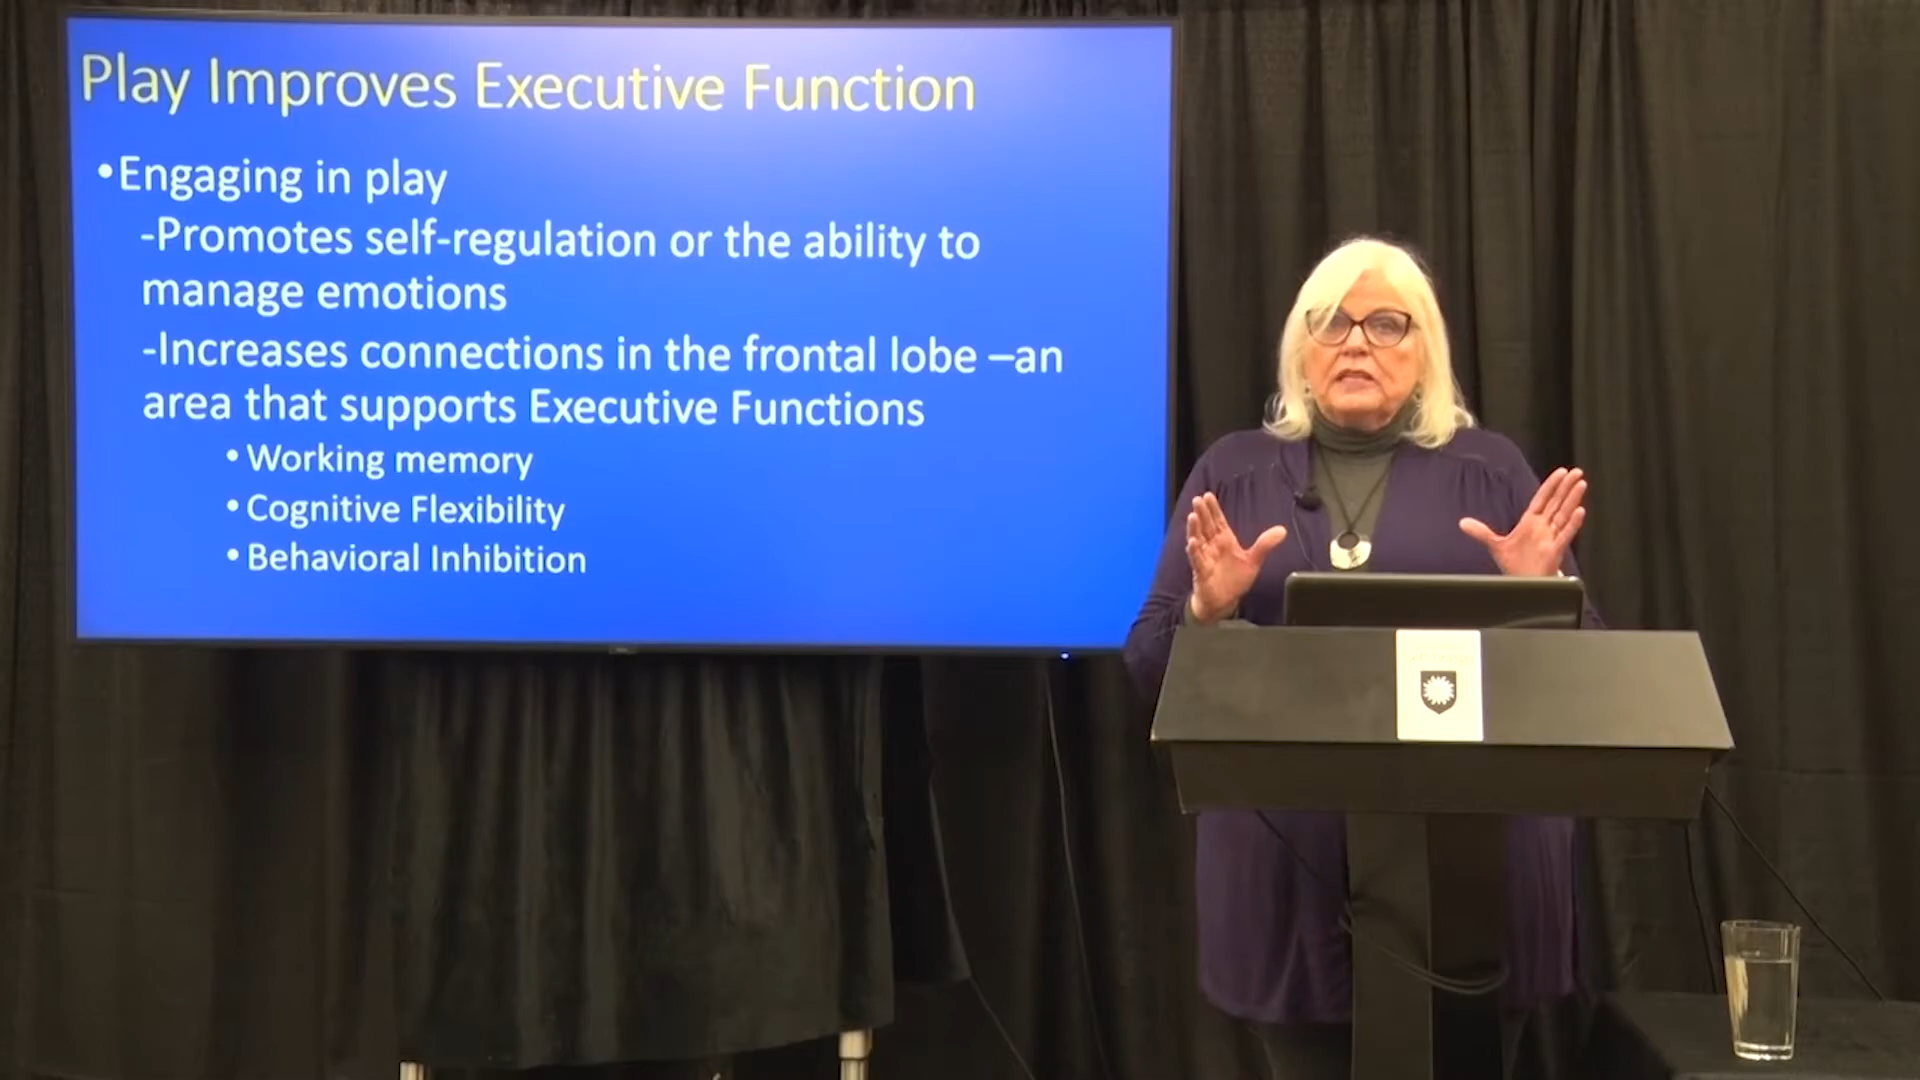 Play Improves Executive Function
•Engaging in play
-Promotes self-regulation or the ability to
manage emotions
-Increases connections in the frontal lobe –an
area that supports Executive Functions
• Working memory
• Cognitive Flexibility
• Behavioral Inhibition